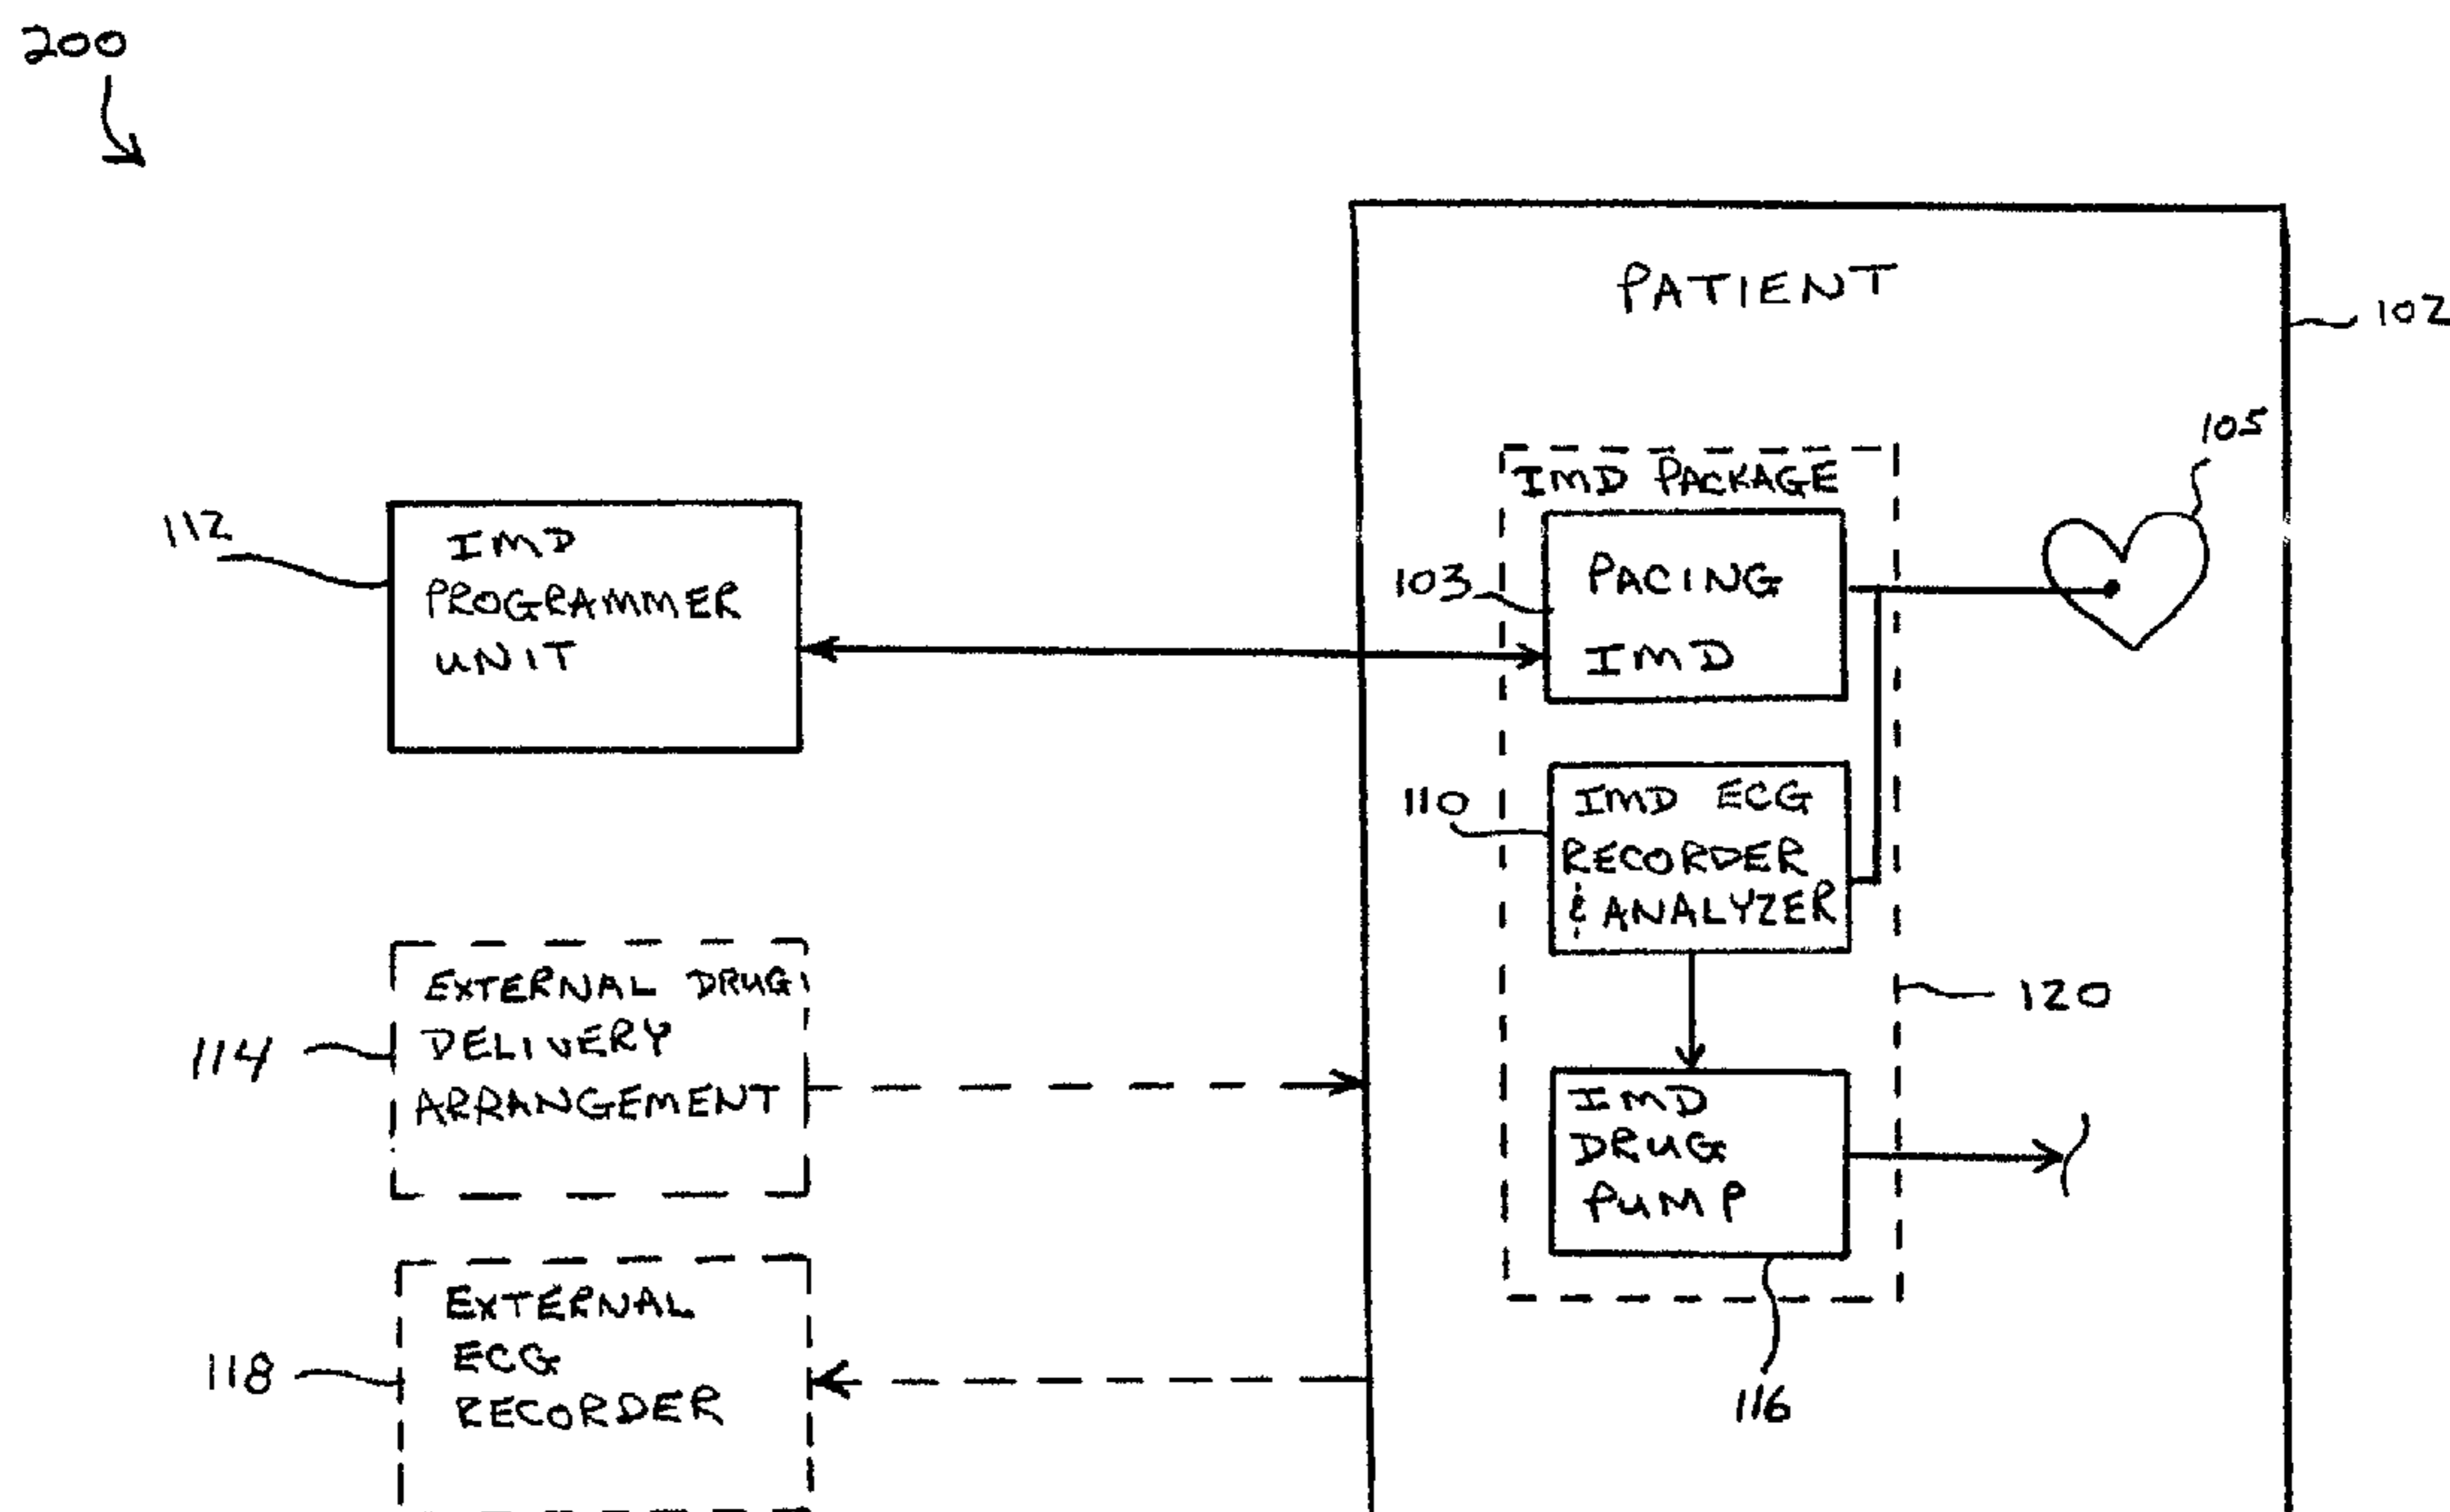 200
PATIENT
102
105
IMD PACKAGE
112
IMD
PROGRAMMER
UNIT
103
PACING
IMD
110
IMD ECG
RECORDER
& ANALYZER
114
EXTERNAL DRUG
DELIVERY
ARRANGEMENT
120
IMD
DRUG
PUMP
116
118
EXTERNAL
ECG
RECORDER